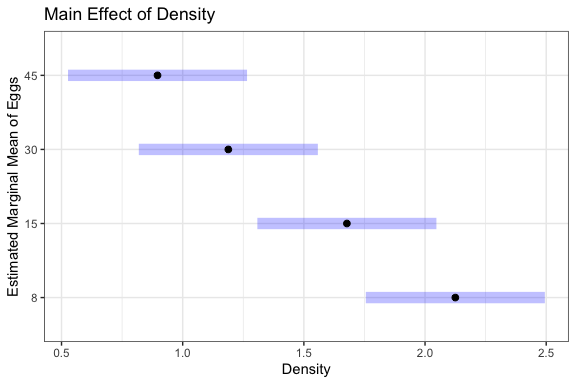 Main Effect of Density
Estimated Marginal Mean of Eggs
45
30
15
8
0.5 1.0 1.5 2.0 2.5
Density